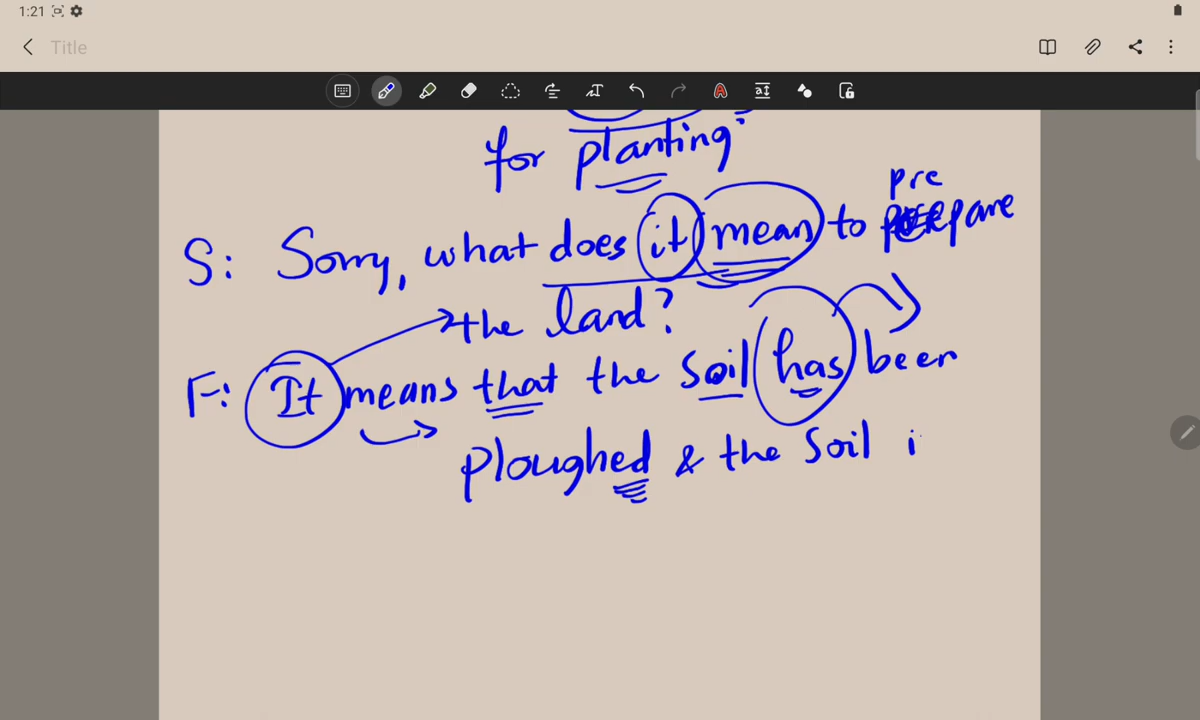 1:21
Title
for planting
Pre
S: Sorry, what does it mean to pare
the land?
F: It means that the soil has been
ploughed & the soil i